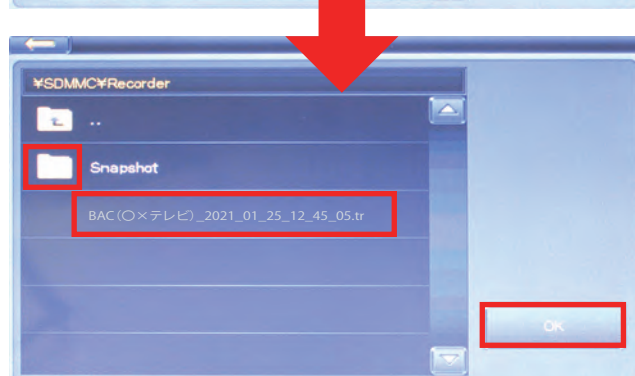 ¥SDMMC¥Recorder
..
Snapshot
BAC(〇×テレビ)_2021_01_25_12_45_05.tr
OK